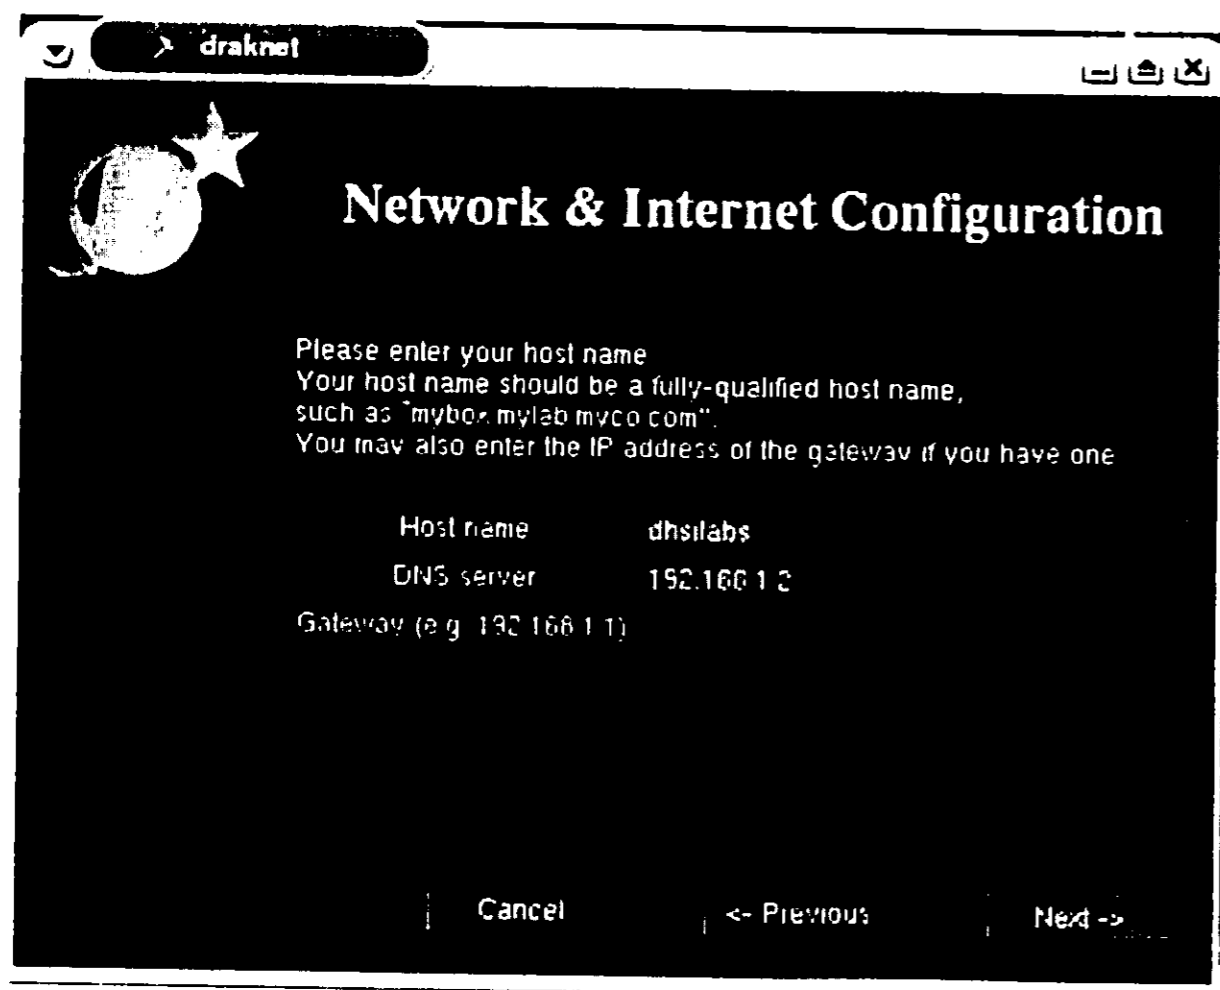 draknet
Network & Internet Configuration
Please enter your host name
Your host name should be a fully-qualified host name,
such as "mybox.mylab.myco.com".
You may also enter the IP address of the gateway if you have one
Host name dhsilabs
DNS server 192.168.1.2
Gateway (e.g. 192.168.1.1)
Cancel <- Previous Next ->